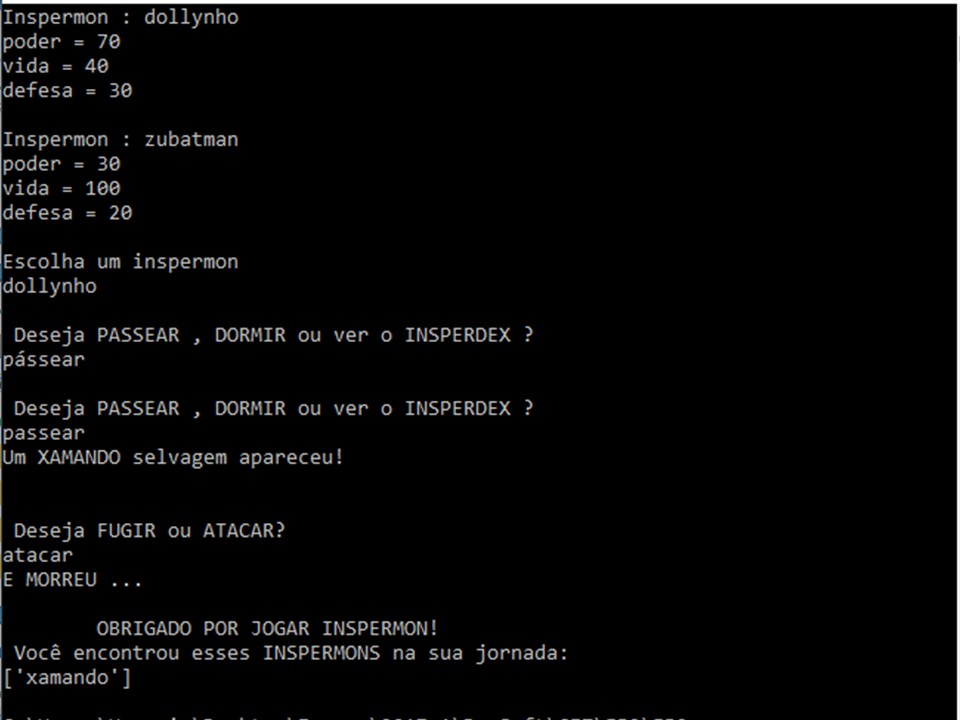 Inspermon : dollynho
poder = 70
vida = 40
defesa = 30
Inspermon : zubatman
poder = 30
vida = 100
defesa = 20
Escolha um inspermon
dollynho
Deseja PASSEAR , DORMIR ou ver o INSPERDEX ?
pássear
Deseja PASSEAR , DORMIR ou ver o INSPERDEX ?
passear
Um XAMANDO selvagem apareceu!
Deseja FUGIR ou ATACAR?
atacar
E MORREU ...
OBRIGADO POR JOGAR INSPERMON!
Você encontrou esses INSPERMONS na sua jornada:
['xamando']